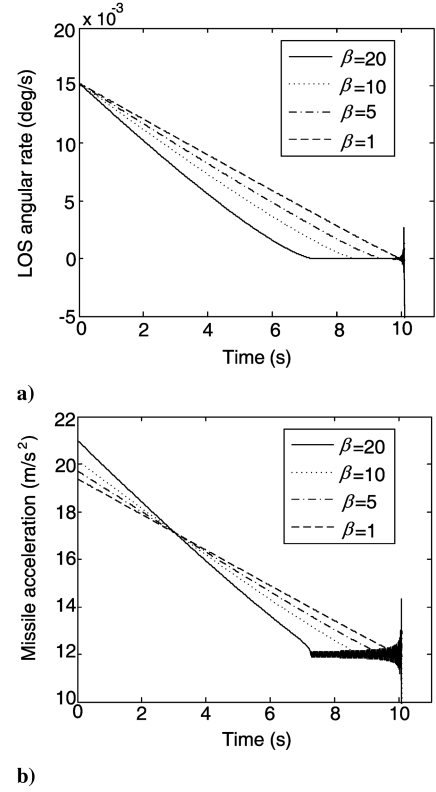 x 10⁻³
20
15
10
5
0
-5
LOS angular rate (deg/s)
β=20
β=10
β=5
β=1
0 2 4 6 8 10
Time (s)
a)
22
20
18
16
14
12
10
Missile acceleration (m/s²)
β=20
β=10
β=5
β=1
0 2 4 6 8 10
Time (s)
b)